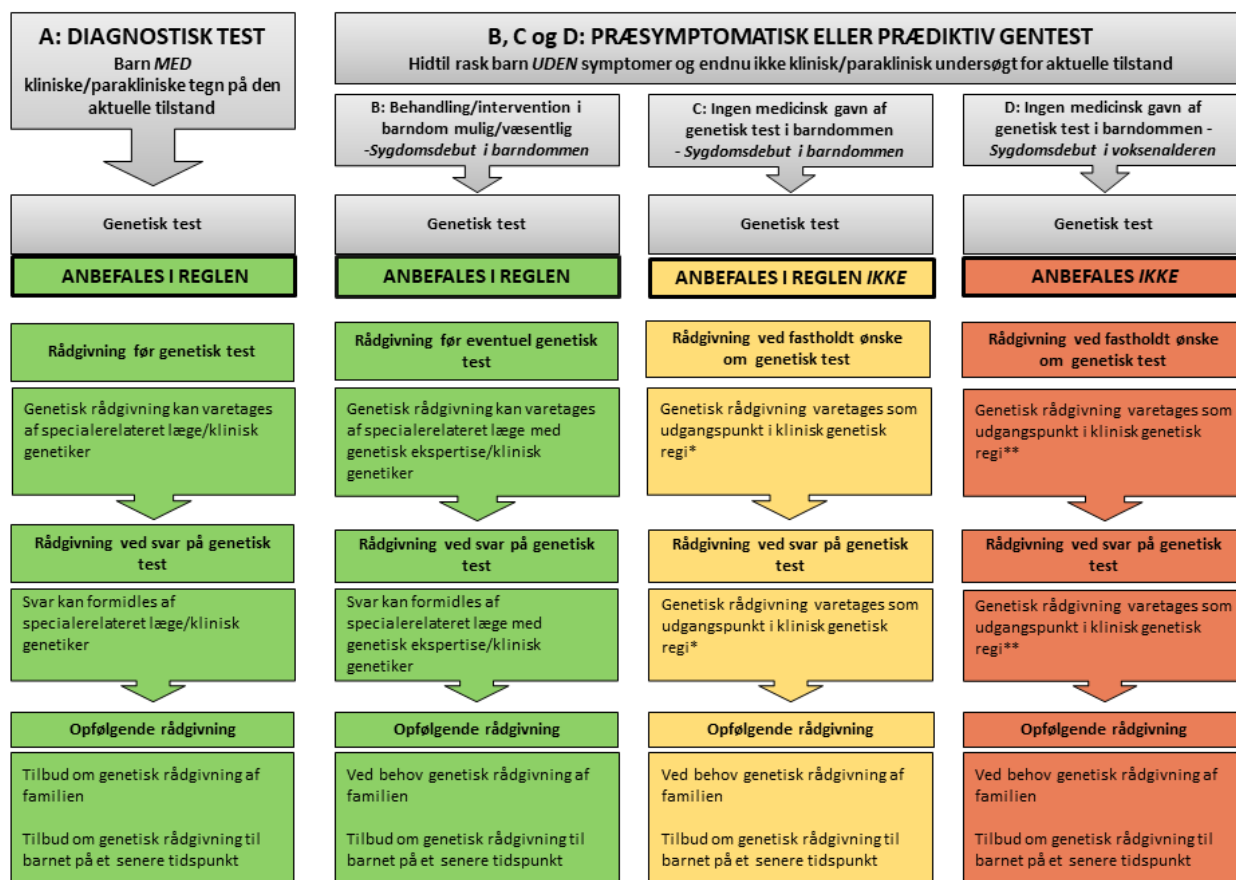 A: DIAGNOSTISK TEST
Barn MED
kliniske/parakliniske tegn på den
aktuelle tilstand
Genetisk test
ANBEFALES I REGLEN
Rådgivning før genetisk test
Genetisk rådgivning kan varetages
af specialerelateret læge/klinisk
genetiker
Rådgivning ved svar på genetisk
test
Svar kan formidles af
specialerelateret læge/klinisk
genetiker
Opfølgende rådgivning
Tilbud om genetisk rådgivning af
familien
Tilbud om genetisk rådgivning til
barnet på et senere tidspunkt
B, C og D: PRÆSYMPTOMATISK ELLER PRÆDIKTIV GENTEST
Hidtil rask barn UDEN symptomer og endnu ikke klinisk/paraklinisk undersøgt for aktuelle tilstand
B: Behandling/intervention i
barndom mulig/væsentlig
-Sygdomsdebut i barndommen
Genetisk test
ANBEFALES I REGLEN
Rådgivning før eventuel genetisk
test
Genetisk rådgivning kan varetages
af specialerelateret læge med
genetisk ekspertise/klinisk
genetiker
Rådgivning ved svar på genetisk
test
Svar kan formidles af
specialerelateret læge med
genetisk ekspertise/klinisk
genetiker
Opfølgende rådgivning
Ved behov genetisk rådgivning af
familien
Tilbud om genetisk rådgivning til
barnet på et senere tidspunkt
C: Ingen medicinsk gavn af
genetisk test i barndommen
- Sygdomsdebut i barndommen
Genetisk test
ANBEFALES I REGLEN IKKE
Rådgivning ved fastholdt ønske
om genetisk test
Genetisk rådgivning varetages som
udgangspunkt i klinisk genetisk
regi*
Rådgivning ved svar på genetisk
test
Genetisk rådgivning varetages som
udgangspunkt i klinisk genetisk
regi*
Opfølgende rådgivning
Ved behov genetisk rådgivning af
familien
Tilbud om genetisk rådgivning til
barnet på et senere tidspunkt
D: Ingen medicinsk gavn af
genetisk test i barndommen -
Sygdomsdebut i voksenalderen
Genetisk test
ANBEFALES IKKE
Rådgivning ved fastholdt ønske
om genetisk test
Genetisk rådgivning varetages som
udgangspunkt i klinisk genetisk
regi**
Rådgivning ved svar på genetisk
test
Genetisk rådgivning varetages som
udgangspunkt i klinisk genetisk
regi**
Opfølgende rådgivning
Ved behov genetisk rådgivning af
familien
Tilbud om genetisk rådgivning til
barnet på et senere tidspunkt